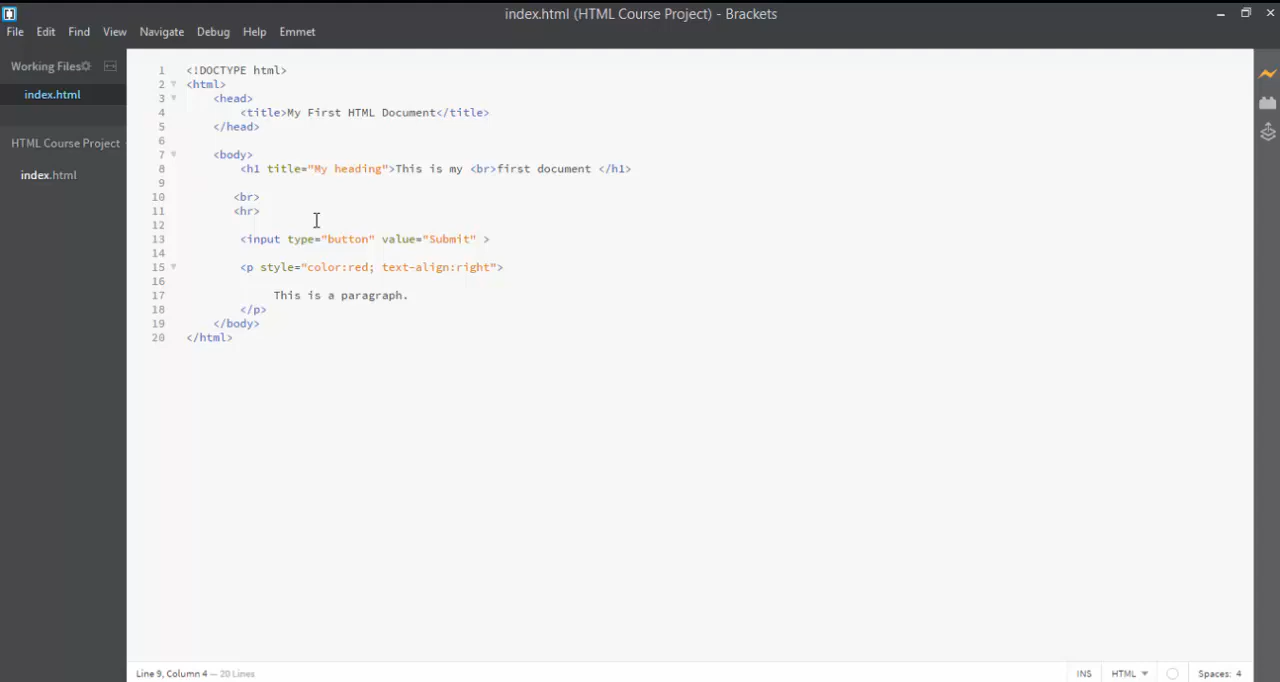 index.html (HTML Course Project) - Brackets
File Edit Find View Navigate Debug Help Emmet
Working Files
index.html
HTML Course Project
index.html
1 <!DOCTYPE html>
2 <html>
3 <head>
4 <title>My First HTML Document</title>
5 </head>
6
7 <body>
8 <h1 title="My heading">This is my <br>first document </h1>
9
10 <br>
11 <hr>
12
13 <input type="button" value="Submit" >
14
15 <p style="color:red; text-align:right">
16
17 This is a paragraph.
18 </p>
19 </body>
20 </html>
Line 9, Column 4 — 20 Lines
INS HTML Spaces: 4